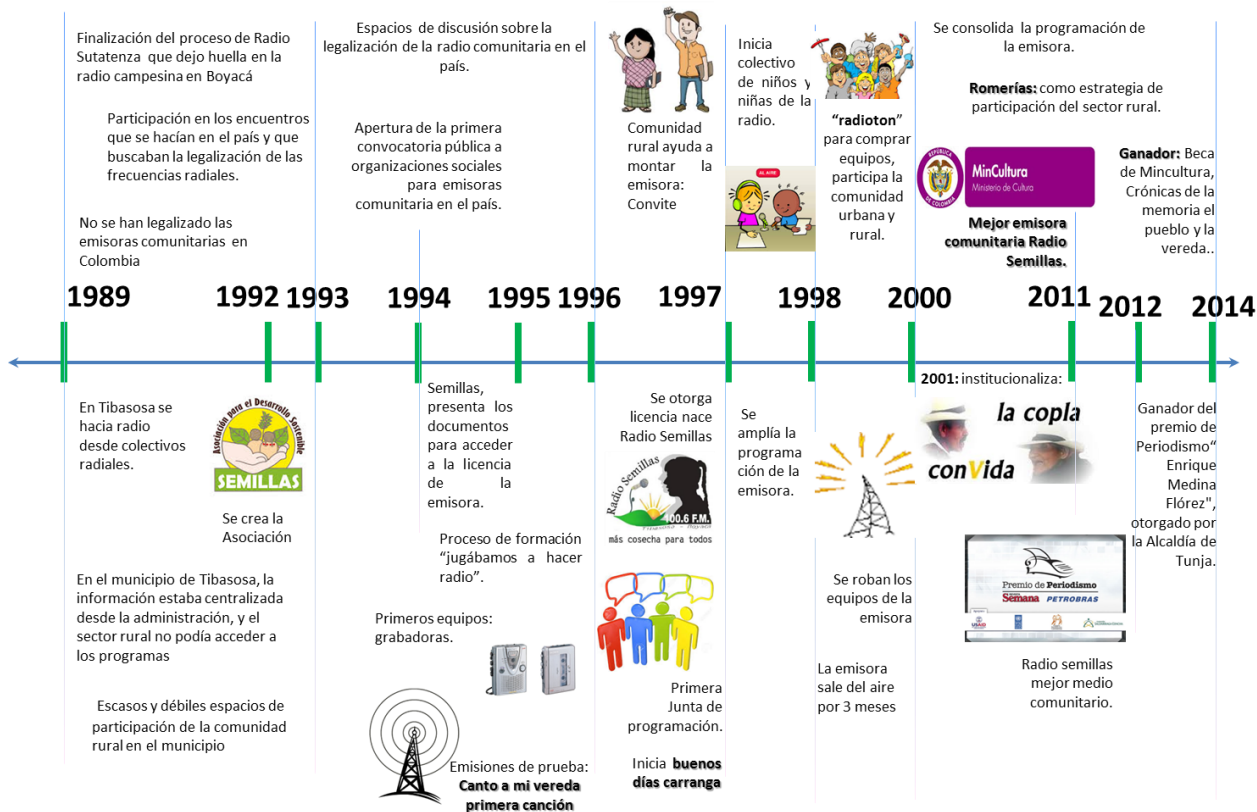 Finalización del proceso de Radio
Sutatenza que dejo huella en la
radio campesina en Boyacá
Participación en los encuentros
que se hacían en el país y que
buscaban la legalización de las
frecuencias radiales.
No se han legalizado las
emisoras comunitarias en
Colombia
Espacios de discusión sobre la
legalización de la radio comunitaria en el
país.
Apertura de la primera
convocatoria pública a
organizaciones sociales
para emisoras
comunitaria en el país.
Comunidad
rural ayuda a
montar la
emisora:
Convite
Inicia
colectivo
de niños y
niñas de la
radio.
AL AIRE
“radioton”
para comprar
equipos,
participa la
comunidad
urbana y
rural.
Se consolida la programación de
la emisora.
Romerías: como estrategia de
participación del sector rural.
REPÚBLICA
DE COLOMBIA
MinCultura
Ministerio de Cultura
Mejor emisora
comunitaria Radio
Semillas.
Ganador: Beca
de Mincultura,
Crónicas de la
memoria el
pueblo y la
vereda..
1989 1992 1993 1994 1995 1996 1997 1998 2000 2011 2012 2014
En Tibasosa se
hacia radio
desde colectivos
radiales.
Asociación para el Desarrollo Sostenible
SEMILLAS
Se crea la
Asociación
En el municipio de Tibasosa, la
información estaba centralizada
desde la administración, y el
sector rural no podía acceder a
los programas
Escasos y débiles espacios de
participación de la comunidad
rural en el municipio
Semillas,
presenta los
documentos
para acceder
a la licencia
de la
emisora.
Proceso de formación
“jugábamos a hacer
radio”.
Primeros equipos:
grabadoras.
Emisiones de prueba:
Canto a mi vereda
primera canción
Se otorga
licencia nace
Radio Semillas
Radio Semillas
100.6 F.M.
más cosecha para todos
Primera
Junta de
programación.
Inicia buenos
días carranga
Se
amplía la
programa
ción de la
emisora.
Se roban los
equipos de la
emisora
La emisora
sale del aire
por 3 meses
2001: institucionaliza:
la copla
conVida
Premio de Periodismo
Semana PETROBRAS
USAID
Radio semillas
mejor medio
comunitario.
Ganador del
premio de
Periodismo“
Enrique
Medina
Flórez",
otorgado por
la Alcaldía de
Tunja.